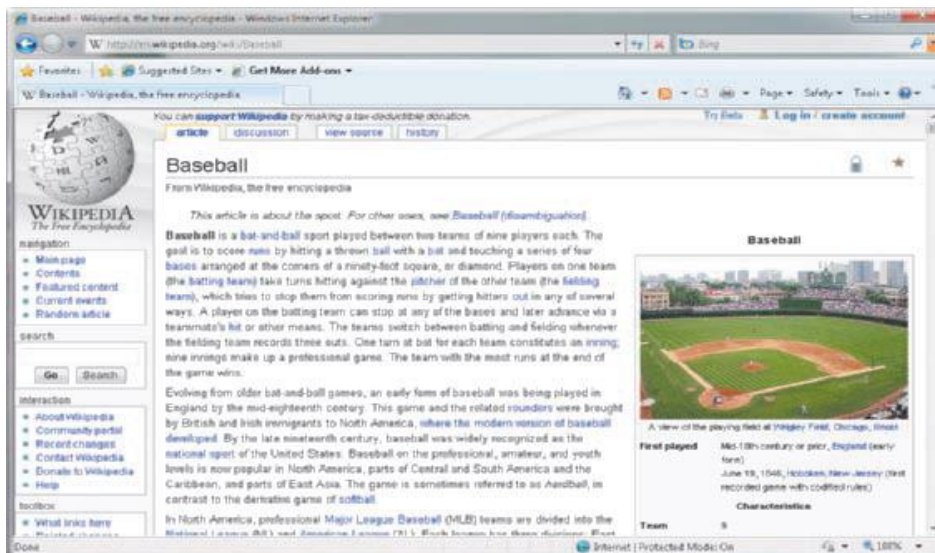 Baseball - Wikipedia, the free encyclopedia - Windows Internet Explorer
http://en.wikipedia.org/wiki/Baseball
Bing
Favorites Suggested Sites Get More Add-ons
Baseball - Wikipedia, the free encyclopedia
Page Safety Tools
You can support Wikipedia by making a tax-deductible donation.
Try Beta Log in / create account
article discussion view source history
WIKIPEDIA
The Free Encyclopedia
navigation
Main page
Contents
Featured content
Current events
Random article
search
Go Search
interaction
About Wikipedia
Community portal
Recent changes
Contact Wikipedia
Donate to Wikipedia
Help
toolbox
What links here
Related changes
Baseball
From Wikipedia, the free encyclopedia
This article is about the sport. For other uses, see Baseball (disambiguation).
Baseball is a bat-and-ball sport played between two teams of nine players each. The
goal is to score runs by hitting a thrown ball with a bat and touching a series of four
bases arranged at the corners of a ninety-foot square, or diamond. Players on one team
(the batting team) take turns hitting against the pitcher of the other team (the fielding
team), which tries to stop them from scoring runs by getting hitters out in any of several
ways. A player on the batting team can stop at any of the bases and later advance via a
teammate's hit or other means. The teams switch between batting and fielding whenever
the fielding team records three outs. One turn at bat for each team constitutes an inning;
nine innings make up a professional game. The team with the most runs at the end of
the game wins.
Evolving from older bat-and-ball games, an early form of baseball was being played in
England by the mid-eighteenth century. This game and the related rounders were brought
by British and Irish immigrants to North America, where the modern version of baseball
developed. By the late nineteenth century, baseball was widely recognized as the
national sport of the United States. Baseball on the professional, amateur, and youth
levels is now popular in North America, parts of Central and South America and the
Caribbean, and parts of East Asia. The game is sometimes referred to as hardball, in
contrast to the derivative game of softball.
In North America, professional Major League Baseball (MLB) teams are divided into the
National League (NL) and American League (AL). Each league has three divisions: East
Baseball
A view of the playing field at Wrigley Field, Chicago, Illinois
First played Mid-18th century or prior, England (early
form)
June 19, 1846, Hoboken, New Jersey (first
recorded game with codified rules)
Characteristics
Team 9
Done
Internet | Protected Mode: On
100%